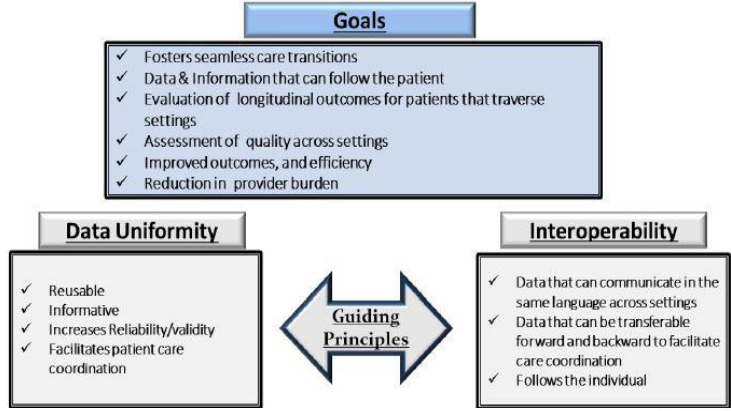 Goals
✓ Fosters seamless care transitions
✓ Data & Information that can follow the patient
✓ Evaluation of longitudinal outcomes for patients that traverse
settings
✓ Assessment of quality across settings
✓ Improved outcomes, and efficiency
✓ Reduction in provider burden
Data Uniformity
✓ Reusable
✓ Informative
✓ Increases Reliability/validity
✓ Facilitates patient care
coordination
Guiding
Principles
Interoperability
✓ Data that can communicate in the
same language across settings
✓ Data that can be transferable
forward and backward to facilitate
care coordination
✓ Follows the individual